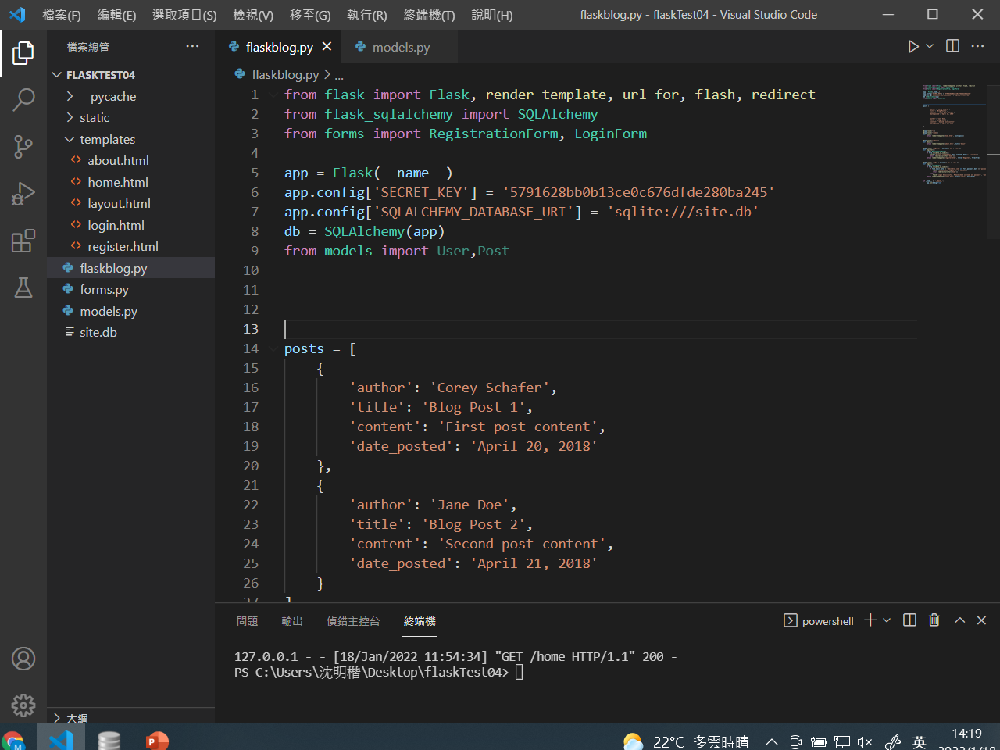 檔案(F) 編輯(E) 選取項目(S) 檢視(V) 移至(G) 執行(R) 終端機(T) 說明(H) flaskblog.py - flaskTest04 - Visual Studio Code
檔案總管
flaskblog.py models.py
FLASKTEST04
__pycache__
static
templates
about.html
home.html
layout.html
login.html
register.html
flaskblog.py
forms.py
models.py
site.db
大綱
flaskblog.py > ...
1 from flask import Flask, render_template, url_for, flash, redirect
2 from flask_sqlalchemy import SQLAlchemy
3 from forms import RegistrationForm, LoginForm
4
5 app = Flask(__name__)
6 app.config['SECRET_KEY'] = '5791628bb0b13ce0c676dfde280ba245'
7 app.config['SQLALCHEMY_DATABASE_URI'] = 'sqlite:///site.db'
8 db = SQLAlchemy(app)
9 from models import User,Post
10
11
12
13
14 posts = [
15 {
16 'author': 'Corey Schafer',
17 'title': 'Blog Post 1',
18 'content': 'First post content',
19 'date_posted': 'April 20, 2018'
20 },
21 {
22 'author': 'Jane Doe',
23 'title': 'Blog Post 2',
24 'content': 'Second post content',
25 'date_posted': 'April 21, 2018'
26 }
27 ]
問題 輸出 偵錯主控台 終端機 powershell
127.0.0.1 - - [18/Jan/2022 11:54:34] "GET /home HTTP/1.1" 200 -
PS C:\Users\沈明楷\Desktop\flaskTest04>
22°C 多雲時晴 英 14:19
2022/1/18